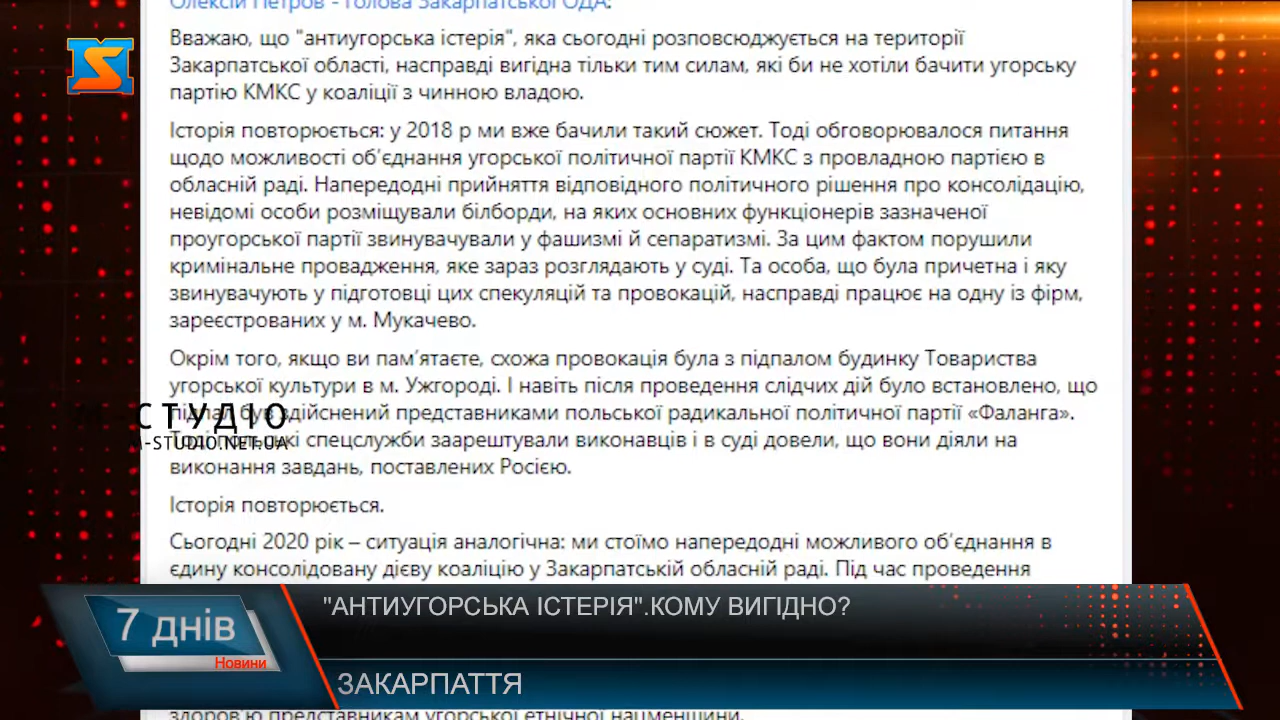 Олексій Петров - Голова Закарпатської ОДА:
Вважаю, що "антиугорська істерія", яка сьогодні розповсюджується на території
Закарпатської області, насправді вигідна тільки тим силам, які би не хотіли бачити угорську
партію КМКС у коаліції з чинною владою.
Історія повторюється: у 2018 р ми вже бачили такий сюжет. Тоді обговорювалося питання
щодо можливості об’єднання угорської політичної партії КМКС з провладною партією в
обласній раді. Напередодні прийняття відповідного політичного рішення про консолідацію,
невідомі особи розміщували білборди, на яких основних функціонерів зазначеної
проугорської партії звинувачували у фашизмі й сепаратизмі. За цим фактом порушили
кримінальне провадження, яке зараз розглядають у суді. Та особа, що була причетна і яку
звинувачують у підготовці цих спекуляцій та провокацій, насправді працює на одну із фірм,
зареєстрованих у м. Мукачево.
Окрім того, якщо ви пам’ятаєте, схожа провокація була з підпалом будинку Товариства
угорської культури в м. Ужгороді. І навіть після проведення слідчих дій було встановлено, що
підпал був здійснений представниками польської радикальної політичної партії «Фаланга».
польські спецслужби заарештували виконавців і в суді довели, що вони діяли на
виконання завдань, поставлених Росією.
Історія повторюється.
Сьогодні 2020 рік – ситуація аналогічна: ми стоїмо напередодні можливого об’єднання в
єдину консолідовану дієву коаліцію у Закарпатській обласній раді. Під час проведення
здоров'ю представникам угорської етнічної нацменшини.
М-СТУДІО
M-STUDIO.NET.UA
7 днів
Новини
"АНТИУГОРСЬКА ІСТЕРІЯ".КОМУ ВИГІДНО?
ЗАКАРПАТТЯ